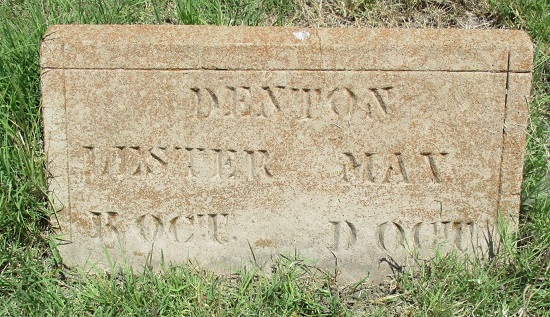 DENTON
LESTER MAY
B OCT. D OCT.